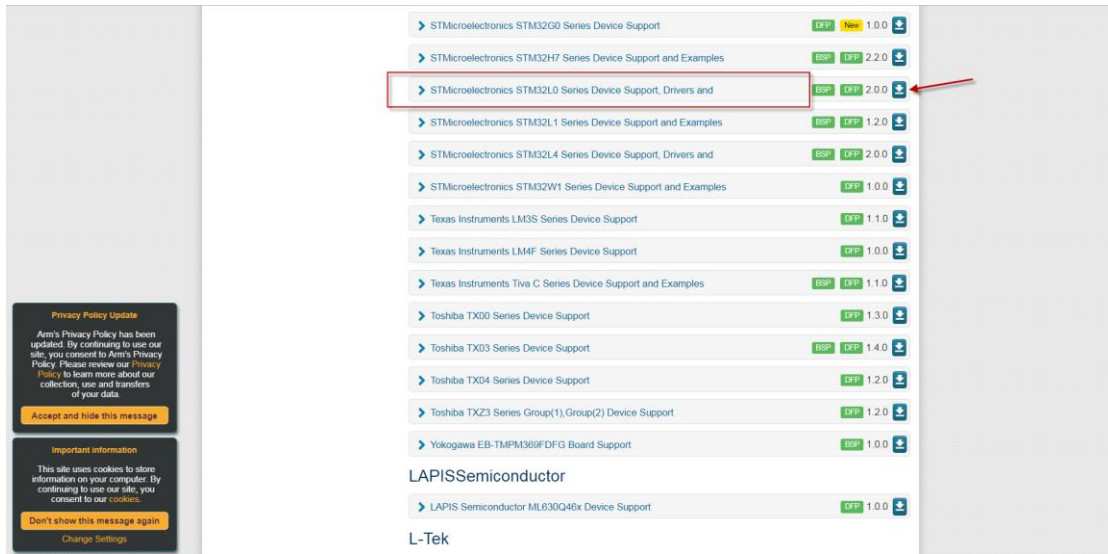 STMicroelectronics STM32G0 Series Device Support DFP New 1.0.0
STMicroelectronics STM32H7 Series Device Support and Examples BSP DFP 2.2.0
STMicroelectronics STM32L0 Series Device Support, Drivers and BSP DFP 2.0.0
STMicroelectronics STM32L1 Series Device Support and Examples BSP DFP 1.2.0
STMicroelectronics STM32L4 Series Device Support, Drivers and BSP DFP 2.0.0
STMicroelectronics STM32W1 Series Device Support and Examples DFP 1.0.0
Texas Instruments LM3S Series Device Support DFP 1.1.0
Texas Instruments LM4F Series Device Support DFP 1.0.0
Texas Instruments Tiva C Series Device Support and Examples BSP DFP 1.1.0
Toshiba TX00 Series Device Support DFP 1.3.0
Toshiba TX03 Series Device Support BSP DFP 1.4.0
Toshiba TX04 Series Device Support DFP 1.2.0
Toshiba TXZ3 Series Group(1),Group(2) Device Support DFP 1.2.0
Yokogawa EB-TMPM369FDFG Board Support BSP 1.0.0
LAPISSemiconductor
LAPIS Semiconductor ML630Q46x Device Support DFP 1.0.0
L-Tek
Privacy Policy Update
Arm's Privacy Policy has been
updated. By continuing to use our
site, you consent to Arm's Privacy
Policy. Please review our Privacy
Policy to learn more about our
collection, use and transfers
of your data.
Accept and hide this message
Important information
This site uses cookies to store
information on your computer. By
continuing to use our site, you
consent to our cookies.
Don't show this message again
Change Settings